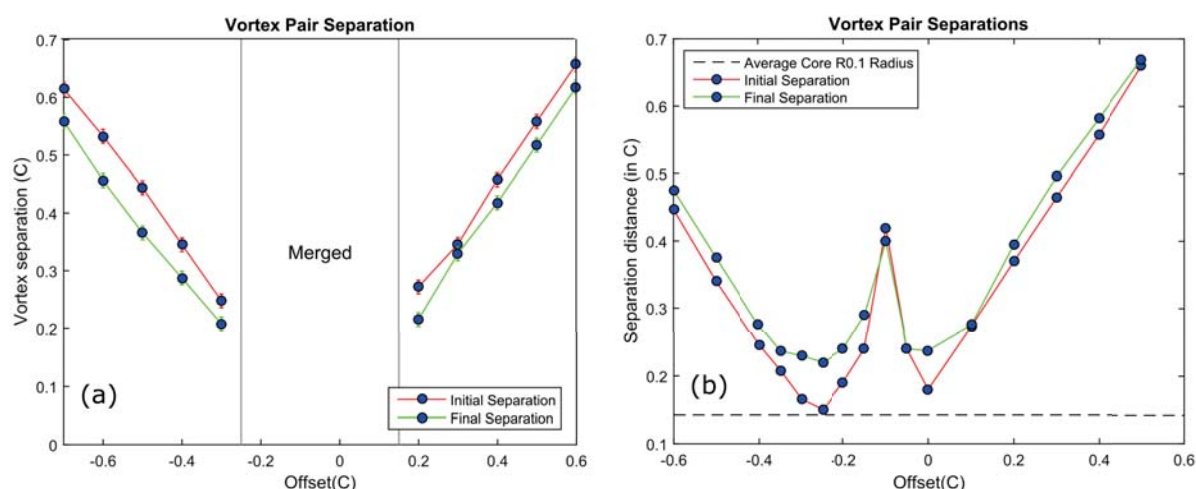 Vortex Pair Separation
0.7
0.6
0.5
0.4
0.3
0.2
0.1
0
Vortex separation (C)
Merged
(a)
Initial Separation
Final Separation
-0.6
-0.4
-0.2
0
0.2
0.4
0.6
Offset(C)
Vortex Pair Separations
0.7
0.6
0.5
0.4
0.3
0.2
0.1
Separation distance (in C)
Average Core R0.1 Radius
Initial Separation
Final Separation
(b)
-0.6
-0.4
-0.2
0
0.2
0.4
0.6
Offset(C)